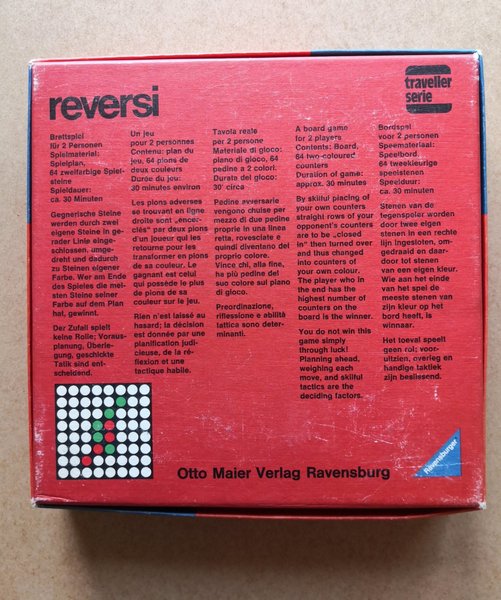 reversi
traveller
serie
Brettspiel
für 2 Personen
Spielmaterial:
Spielplan,
64 zweifarbige Spiel-
steine
Spieldauer:
ca. 30 Minuten
Gegnerische Steine
werden durch zwei
eigene Steine in ge-
rader Linie einge-
schlossen, umge-
dreht und dadurch
zu Steinen eigener
Farbe. Wer am Ende
des Spieles die mei-
sten Steine seiner
Farbe auf dem Plan
hat, gewinnt.
Der Zufall spielt
keine Rolle; Voraus-
planung, Überle-
gung, geschickte
Taktik sind ent-
scheidend.
Un jeu
pour 2 personnes
Contenu: plan du
jeu, 64 pions de
deux couleurs
Durée du jeu:
30 minutes environ
Les pions adverses
se trouvant en ligne
droite sont „encer-
clés“ par deux pions
d'un joueur qui les
retourne pour les
transformer en pions
de sa couleur. Le
gagnant est celui
qui possède le plus
de pions de sa
couleur sur le jeu.
Rien n'est laissé au
hasard; la décision
est donnée par une
planification judi-
cieuse, de la ré-
flexion et une
tactique habile.
Tavola reale
per 2 persone
Materiale di gioco:
piano di gioco, 64
pedine a 2 colori.
Durata del gioco:
30' circa
Pedine avversarie
vengono chiuse per
mezzo di due pedine
proprie in una linea
retta, rovesciate e
quindi diventano del
proprio colore.
Vince chi, alla fine,
ha più pedine del
suo colore sul piano
di gioco.
Preordinazione,
riflessione e abilità
tattica sono deter-
minanti.
A board game
for 2 players
Contents: Board,
64 two-coloured
counters
Duration of game:
approx. 30 minutes
By skilful placing of
your own counters
straight rows of your
opponent's counters
are to be „closed
in“ then turned over
and thus changed
into counters of
your own colour.
The player who in
the end has the
highest number of
counters on the
board is the winner.
You do not win this
game simply
through luck!
Planning ahead,
weighing each
move, and skilful
tactics are the
deciding factors.
Bordspel
voor 2 personen
Speemateriaal:
Speelbord.
64 tweekleurige
speelstenen
Speelduur:
ca. 30 minuten
Stenen van de
tegenspeler worden
door twee eigen
stenen in een rechte
lijn ingesloten, om-
gedraaid en daar-
door tot stenen
van een eigen kleur.
Wie aan het einde
van het spel de
meeste stenen van
zijn kleur op het
bord heeft, is
winnaar.
Het toeval speelt
geen rol; voor-
uitzien, overleg en
handige taktiek
zijn beslissend.
Otto Maier Verlag Ravensburg
Ravensburger